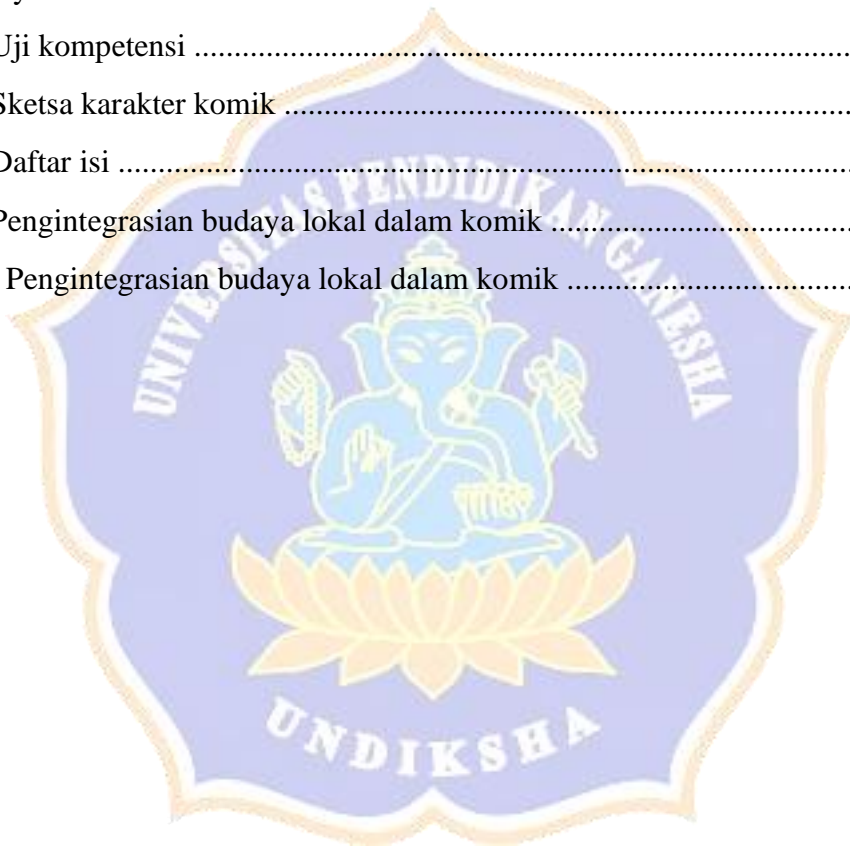 Uji kompetensi ....................................................................................
Sketsa karakter komik .........................................................................
Daftar isi .............................................................................................
Pengintegrasian budaya lokal dalam komik .......................................
Pengintegrasian budaya lokal dalam komik .....................................
UNIVERSITAS PENDIDIKAN GANESHA
UNDIKSHA